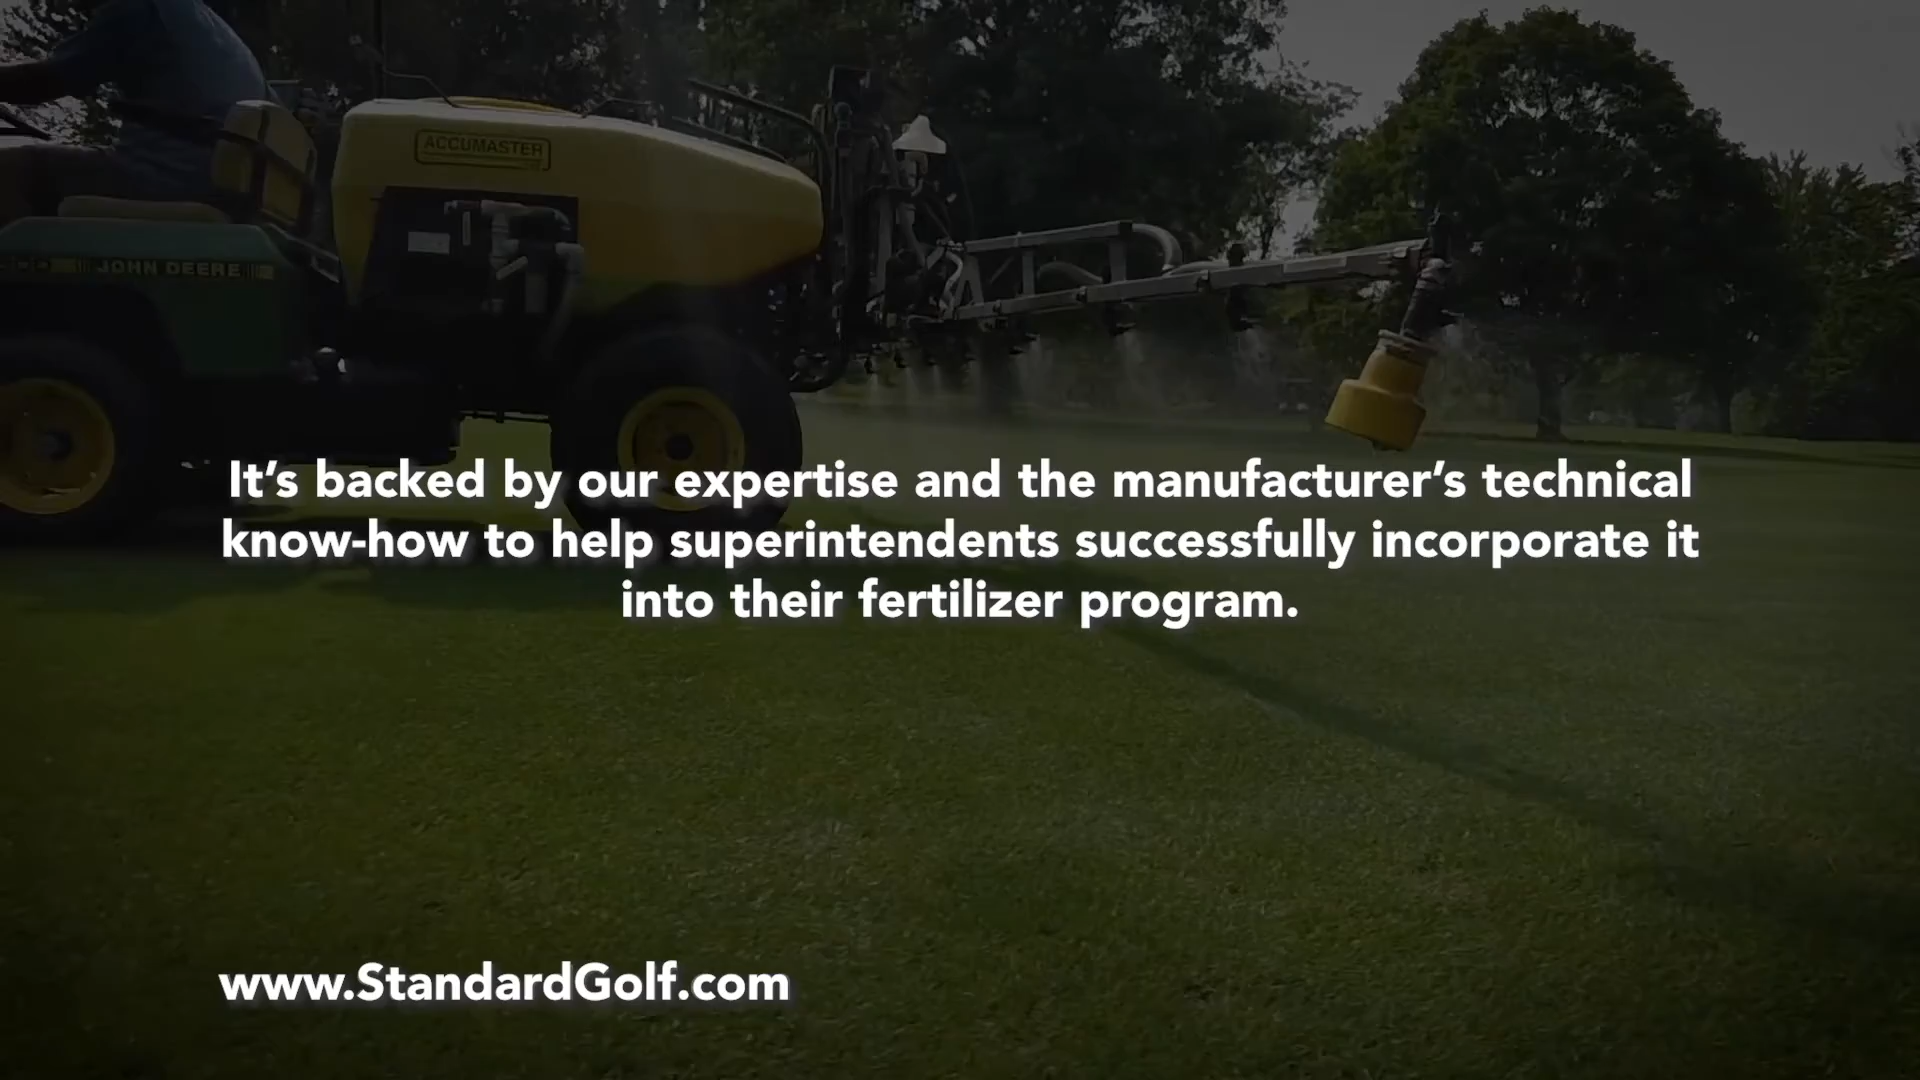 ACCUMASTER
JOHN DEERE
It’s backed by our expertise and the manufacturer’s technical
know-how to help superintendents successfully incorporate it
into their fertilizer program.
www.StandardGolf.com